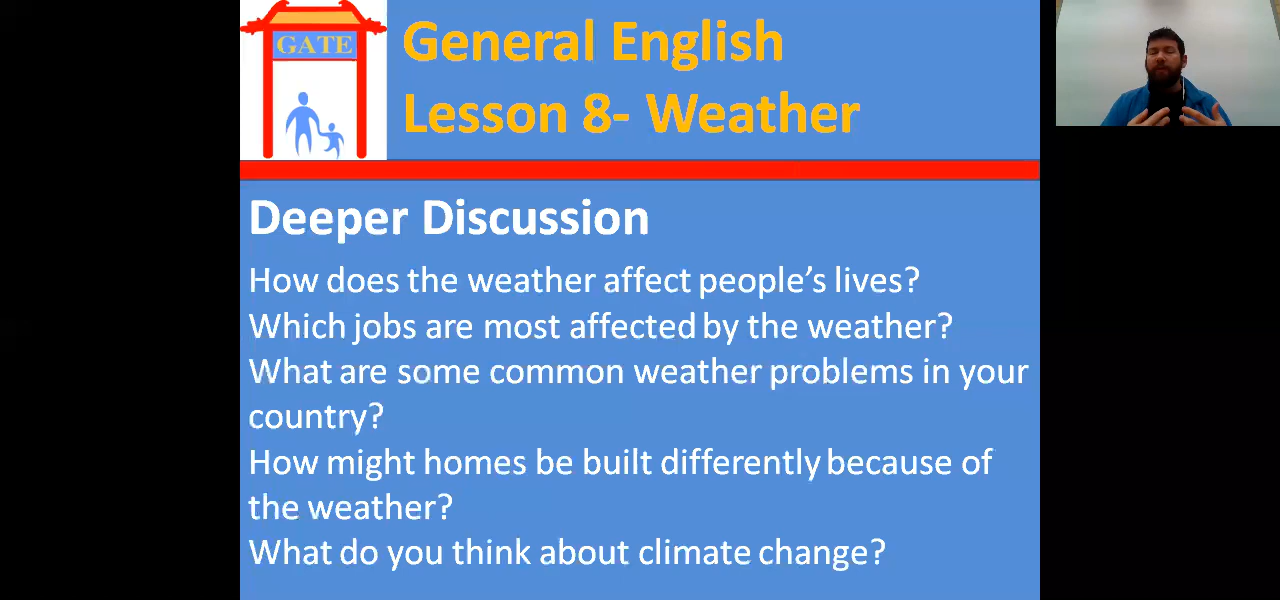 GATE
General English
Lesson 8- Weather
Deeper Discussion
How does the weather affect people’s lives?
Which jobs are most affected by the weather?
What are some common weather problems in your
country?
How might homes be built differently because of
the weather?
What do you think about climate change?